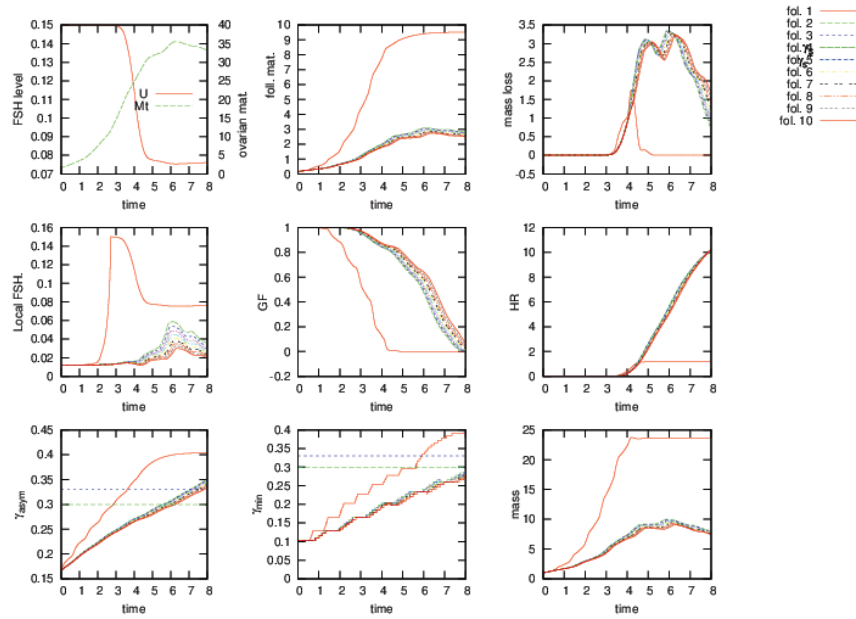 FSH level
0.15
0.14
0.13
0.12
0.11
0.1
0.09
0.08
0.07
U
Mt
40
35
30
25
20
15
10
5
0
ovarian mat.
0 1 2 3 4 5 6 7 8
time
foll. mat.
10
9
8
7
6
5
4
3
2
1
0
0 1 2 3 4 5 6 7 8
time
mass loss
3.5
3
2.5
2
1.5
1
0.5
0
-0.5
0 1 2 3 4 5 6 7 8
time
fol. 1
fol. 2
fol. 3
fol. 4
fol. 5
fol. 6
fol. 7
fol. 8
fol. 9
fol. 10
Local FSH.
0.16
0.14
0.12
0.1
0.08
0.06
0.04
0.02
0
0 1 2 3 4 5 6 7 8
time
GF
1
0.8
0.6
0.4
0.2
0
-0.2
0 1 2 3 4 5 6 7 8
time
HR
12
10
8
6
4
2
0
0 1 2 3 4 5 6 7 8
time
γasym
0.45
0.4
0.35
0.3
0.25
0.2
0.15
0 1 2 3 4 5 6 7 8
time
γmin
0.4
0.35
0.3
0.25
0.2
0.15
0.1
0.05
0
0 1 2 3 4 5 6 7 8
time
mass
25
20
15
10
5
0
0 1 2 3 4 5 6 7 8
time